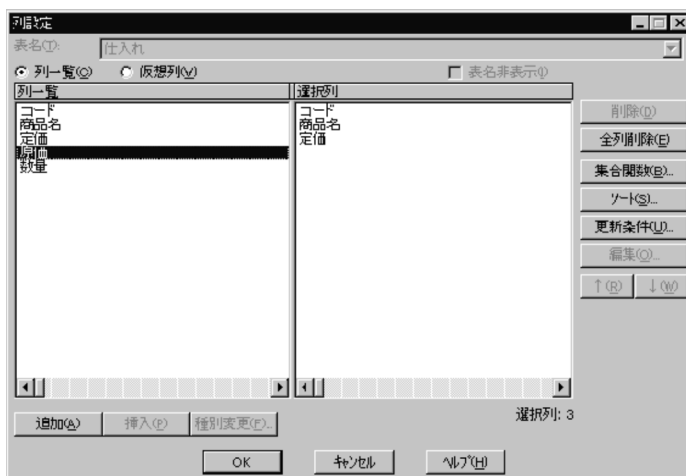 列設定
表名(T):
仕入れ
列一覧(C)
仮想列(V)
表名非表示(I)
列一覧
選択列
コード
商品名
定価
原価
数量
コード
商品名
定価
削除(D)
全列削除(E)
集合関数(B)...
ソート(S)...
更新条件(U)...
編集(O)...
↑(R)
↓(W)
選択列: 3
追加(A)
挿入(P)
種別変更(F)...
OK
キャンセル
ヘルプ(H)